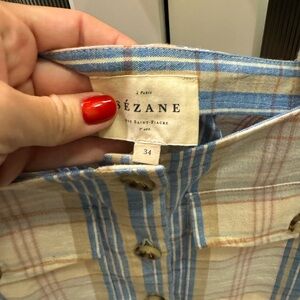 à Paris
SÉZANE
Rue Saint-Fiacre
34